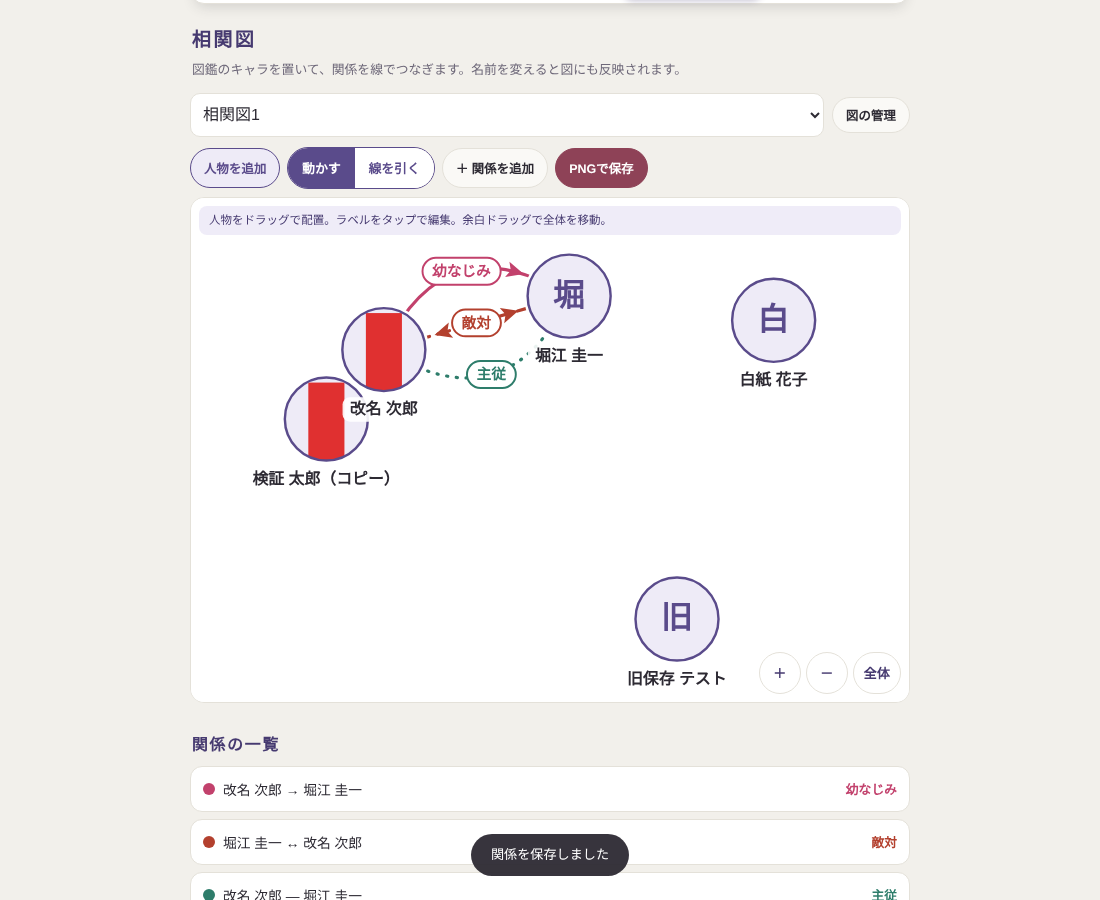 相関図
図鑑のキャラを置いて、関係を線でつなぎます。名前を変えると図にも反映されます。
相関図1
図の管理
人物を追加
動かす
線を引く
＋ 関係を追加
PNGで保存
人物をドラッグで配置。ラベルをタップで編集。余白ドラッグで全体を移動。
幼なじみ
堀
白
敵対
堀江 圭一
主従
白紙 花子
改名 次郎
検証 太郎（コピー）
旧
旧保存 テスト
+
−
全体
関係の一覧
改名 次郎 → 堀江 圭一
幼なじみ
堀江 圭一 ↔ 改名 次郎
敵対
関係を保存しました
改名 次郎 — 堀江 圭一
主従